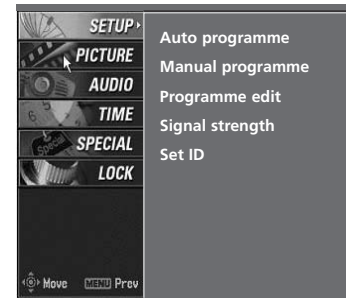 SETUP
PICTURE
AUDIO
TIME
SPECIAL
LOCK
Move MENU Prev
Auto programme
Manual programme
Programme edit
Signal strength
Set ID